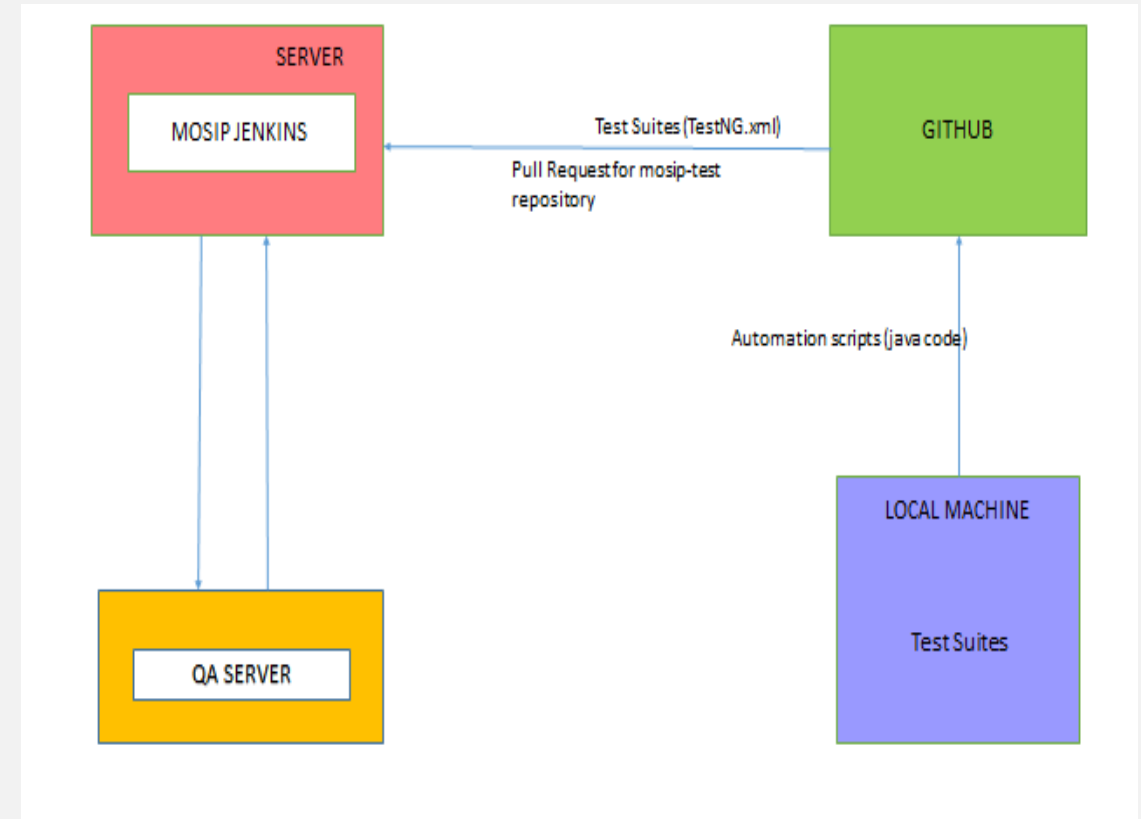 SERVER
MOSIP JENKINS
Test Suites (TestNG.xml)
Pull Request for mosip-test
repository
GITHUB
Automation scripts (java code)
LOCAL MACHINE
Test Suites
QA SERVER